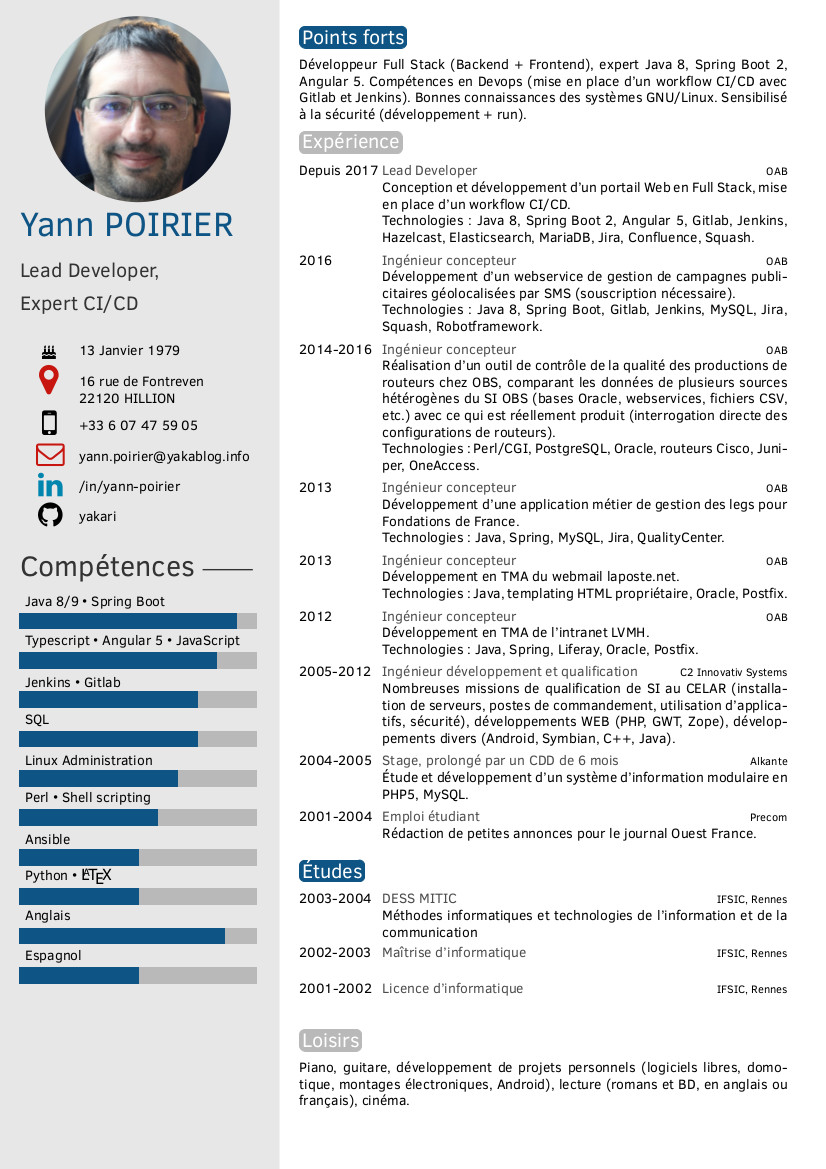 Yann POIRIER
Lead Developer,
Expert CI/CD
13 Janvier 1979
16 rue de Fontreven
22120 HILLION
+33 6 07 47 59 05
yann.poirier@yakablog.info
/in/yann-poirier
yakari
Compétences
Java 8/9 • Spring Boot
Typescript • Angular 5 • JavaScript
Jenkins • Gitlab
SQL
Linux Administration
Perl • Shell scripting
Ansible
Python • LATEX
Anglais
Espagnol
Points forts
Développeur Full Stack (Backend + Frontend), expert Java 8, Spring Boot 2,
Angular 5. Compétences en Devops (mise en place d'un workflow CI/CD avec
Gitlab et Jenkins). Bonnes connaissances des systèmes GNU/Linux. Sensibilisé
à la sécurité (développement + run).
Expérience
Depuis 2017 Lead Developer OAB
Conception et développement d'un portail Web en Full Stack, mise
en place d'un workflow CI/CD.
Technologies : Java 8, Spring Boot 2, Angular 5, Gitlab, Jenkins,
Hazelcast, Elasticsearch, MariaDB, Jira, Confluence, Squash.
2016 Ingénieur concepteur OAB
Développement d'un webservice de gestion de campagnes publi-
citaires géolocalisées par SMS (souscription nécessaire).
Technologies : Java 8, Spring Boot, Gitlab, Jenkins, MySQL, Jira,
Squash, Robotframework.
2014-2016 Ingénieur concepteur OAB
Réalisation d'un outil de contrôle de la qualité des productions de
routeurs chez OBS, comparant les données de plusieurs sources
hétérogènes du SI OBS (bases Oracle, webservices, fichiers CSV,
etc.) avec ce qui est réellement produit (interrogation directe des
configurations de routeurs).
Technologies : Perl/CGI, PostgreSQL, Oracle, routeurs Cisco, Juni-
per, OneAccess.
2013 Ingénieur concepteur OAB
Développement d'une application métier de gestion des legs pour
Fondations de France.
Technologies : Java, Spring, MySQL, Jira, QualityCenter.
2013 Ingénieur concepteur OAB
Développement en TMA du webmail laposte.net.
Technologies : Java, templating HTML propriétaire, Oracle, Postfix.
2012 Ingénieur concepteur OAB
Développement en TMA de l'intranet LVMH.
Technologies : Java, Spring, Liferay, Oracle, Postfix.
2005-2012 Ingénieur développement et qualification C2 Innovativ Systems
Nombreuses missions de qualification de SI au CELAR (installa-
tion de serveurs, postes de commandement, utilisation d'applica-
tifs, sécurité), développements WEB (PHP, GWT, Zope), dévelop-
pements divers (Android, Symbian, C++, Java).
2004-2005 Stage, prolongé par un CDD de 6 mois Alkante
Étude et développement d'un système d'information modulaire en
PHP5, MySQL.
2001-2004 Emploi étudiant Precom
Rédaction de petites annonces pour le journal Ouest France.
Études
2003-2004 DESS MITIC IFSIC, Rennes
Méthodes informatiques et technologies de l'information et de la
communication
2002-2003 Maîtrise d'informatique IFSIC, Rennes
2001-2002 Licence d'informatique IFSIC, Rennes
Loisirs
Piano, guitare, développement de projets personnels (logiciels libres, domo-
tique, montages électroniques, Android), lecture (romans et BD, en anglais ou
français), cinéma.